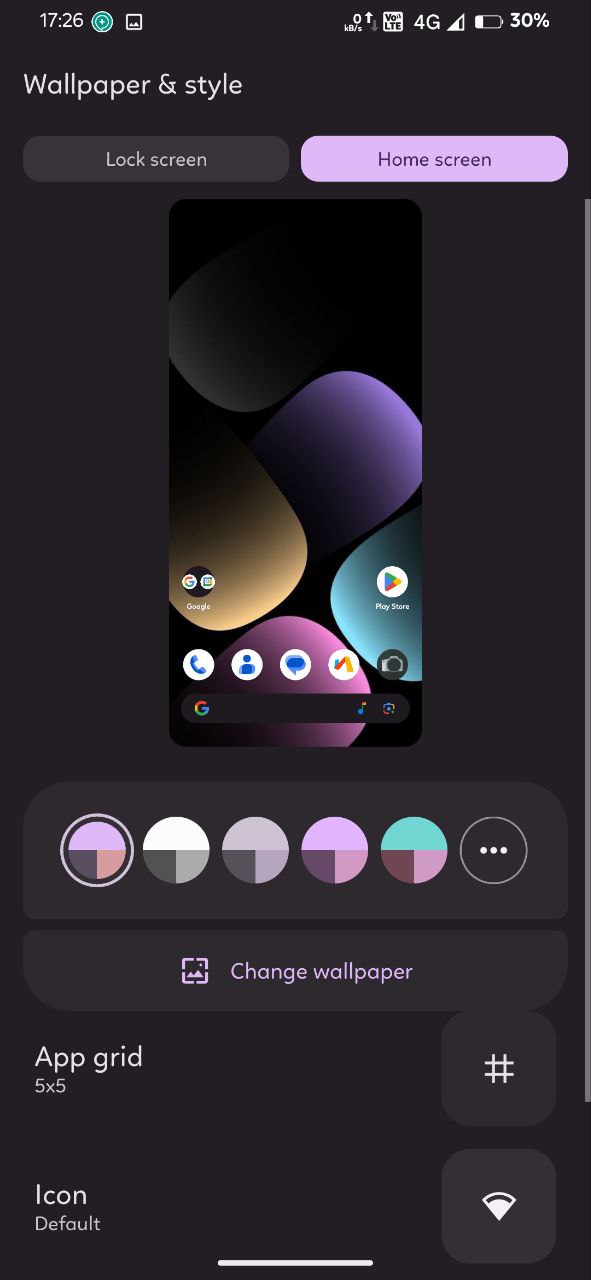 17:26 0 kB/s Vo LTE 4G 30%
Wallpaper & style
Lock screen Home screen
Google Play Store
Change wallpaper
App grid
5x5
Icon
Default